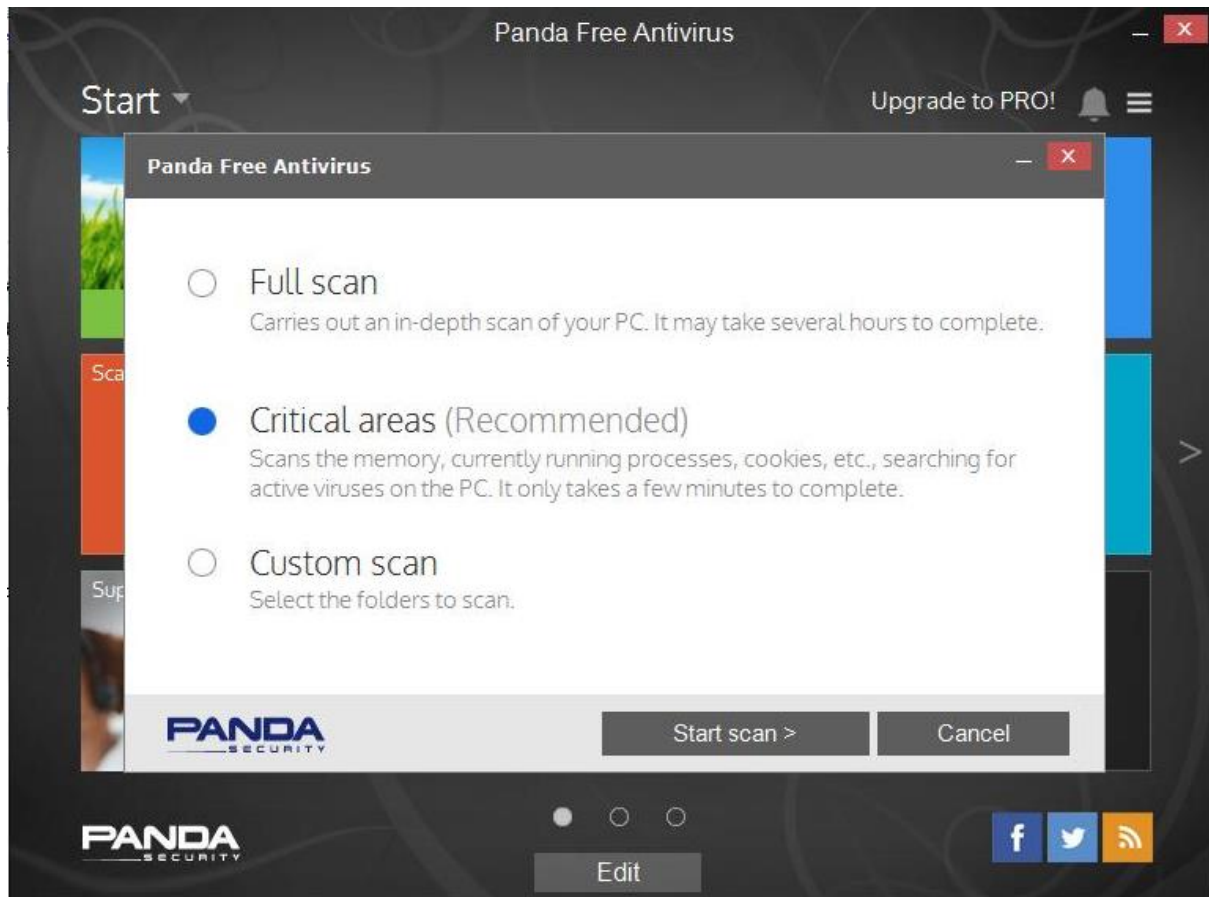 Panda Free Antivirus
Start
Upgrade to PRO!
Panda Free Antivirus
Full scan
Carries out an in-depth scan of your PC. It may take several hours to complete.
Sca
Critical areas (Recommended)
Scans the memory, currently running processes, cookies, etc., searching for
active viruses on the PC. It only takes a few minutes to complete.
Custom scan
Sup
Select the folders to scan.
PANDA
SECURITY
Start scan >
Cancel
PANDA
SECURITY
Edit